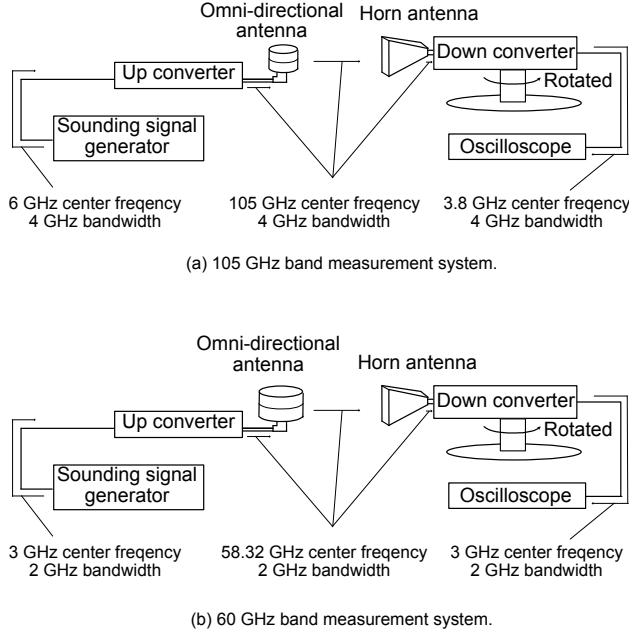 Omni-directional
antenna
Horn antenna
Up converter
Down converter
Rotated
Sounding signal
generator
Oscilloscope
6 GHz center freqency
4 GHz bandwidth
105 GHz center freqency
4 GHz bandwidth
3.8 GHz center freqency
4 GHz bandwidth
(a) 105 GHz band measurement system.
Omni-directional
antenna
Horn antenna
Up converter
Down converter
Rotated
Sounding signal
generator
Oscilloscope
3 GHz center freqency
2 GHz bandwidth
58.32 GHz center freqency
2 GHz bandwidth
3 GHz center freqency
2 GHz bandwidth
(b) 60 GHz band measurement system.